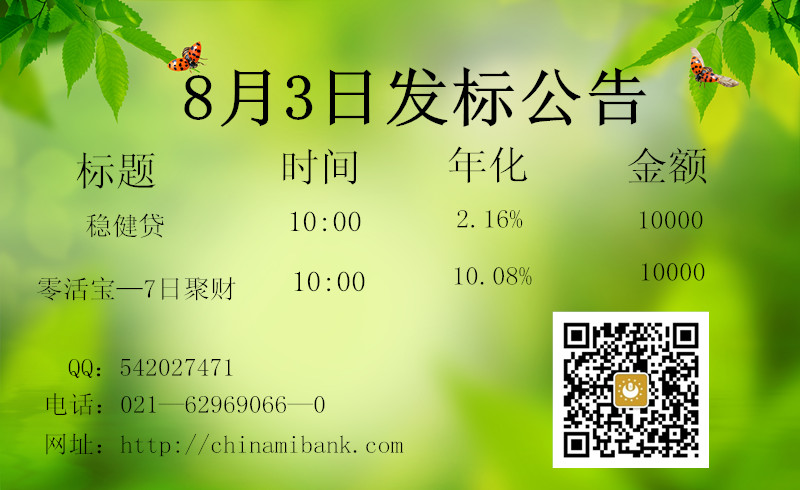 8月3日发标公告
标题 时间 年化 金额
稳健贷 10:00 2.16% 10000
零活宝—7日聚财 10:00 10.08% 10000
QQ：542027471
电话：021—62969066—0
网址：http://chinamibank.com